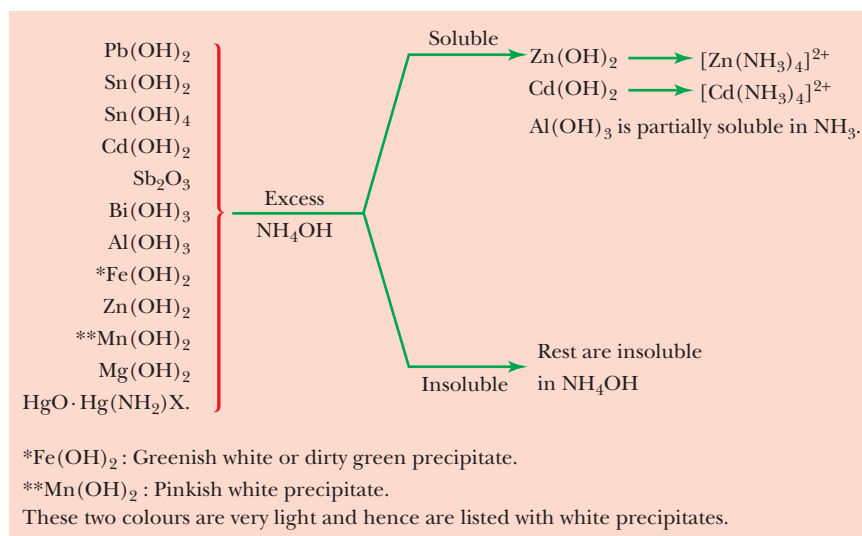 Pb(OH)₂
Sn(OH)₂
Sn(OH)₄
Cd(OH)₂
Sb₂O₃
Bi(OH)₃
Al(OH)₃
*Fe(OH)₂
Zn(OH)₂
**Mn(OH)₂
Mg(OH)₂
HgO·Hg(NH₂)X.
Excess
NH₄OH
Soluble
Zn(OH)₂ → [Zn(NH₃)₄]²⁺
Cd(OH)₂ → [Cd(NH₃)₄]²⁺
Al(OH)₃ is partially soluble in NH₃.
Insoluble
Rest are insoluble
in NH₄OH
*Fe(OH)₂ : Greenish white or dirty green precipitate.
**Mn(OH)₂ : Pinkish white precipitate.
These two colours are very light and hence are listed with white precipitates.